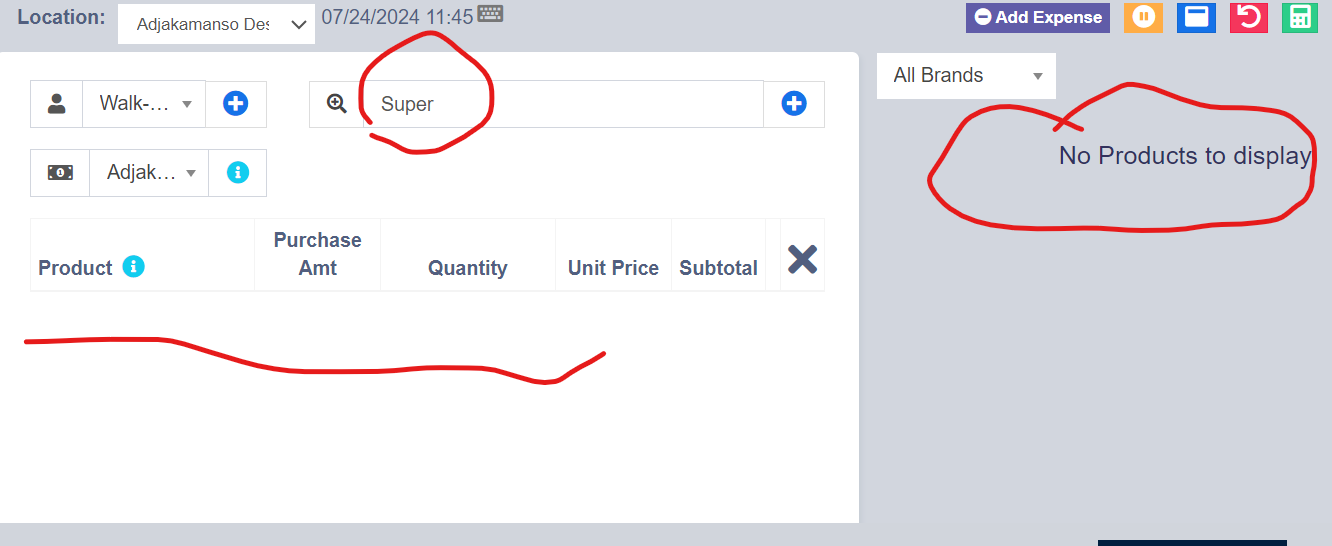 Location: Adjakamanso Des 07/24/2024 11:45 Add Expense
All Brands
Walk-... Super
No Products to display
Adjak...
Product Purchase Amt Quantity Unit Price Subtotal